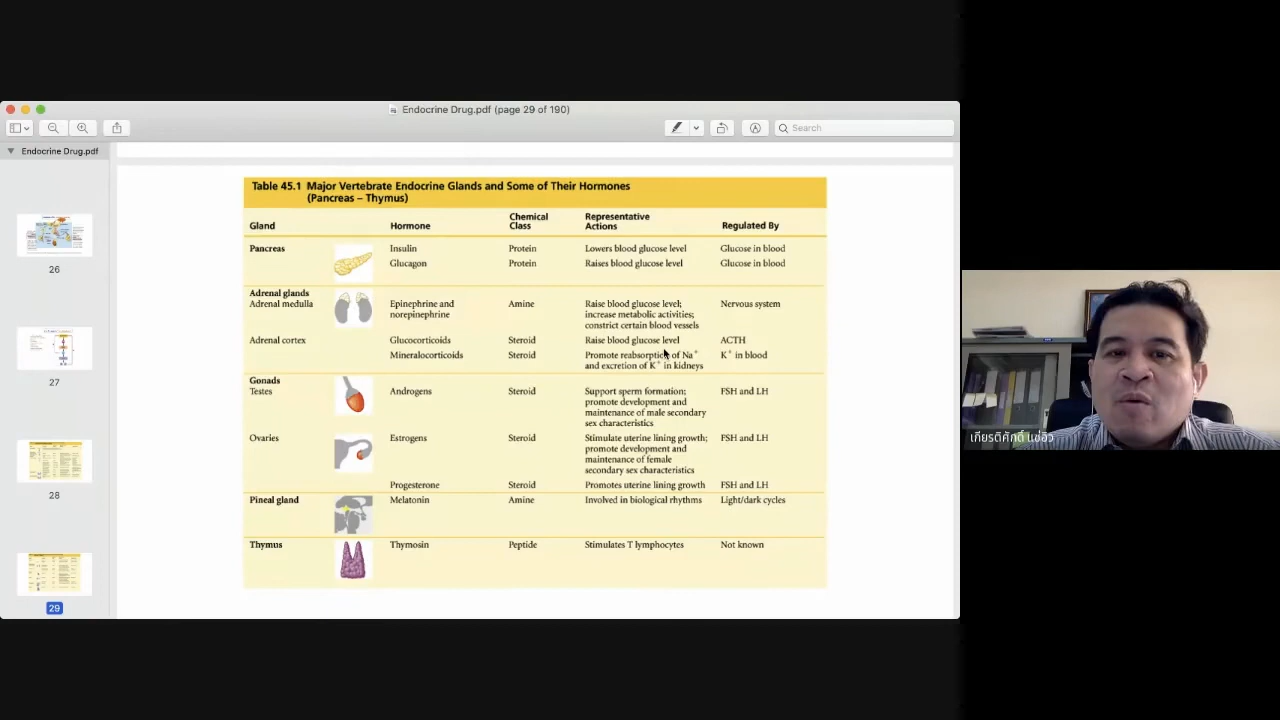 Endocrine Drug.pdf (page 29 of 190)
Search
Endocrine Drug.pdf
26
27
28
29
Table 45.1 Major Vertebrate Endocrine Glands and Some of Their Hormones
(Pancreas – Thymus)
Gland Hormone Chemical Class Representative Actions Regulated By
Pancreas Insulin Protein Lowers blood glucose level Glucose in blood
Glucagon Protein Raises blood glucose level Glucose in blood
Adrenal glands
Adrenal medulla Epinephrine and Amine Raise blood glucose level; Nervous system
norepinephrine increase metabolic activities;
constrict certain blood vessels
Adrenal cortex Glucocorticoids Steroid Raise blood glucose level ACTH
Mineralocorticoids Steroid Promote reabsorption of Na⁺ K⁺ in blood
and excretion of K⁺ in kidneys
Gonads
Testes Androgens Steroid Support sperm formation; FSH and LH
promote development and
maintenance of male secondary
sex characteristics
Ovaries Estrogens Steroid Stimulate uterine lining growth; FSH and LH
promote development and
maintenance of female
secondary sex characteristics
Progesterone Steroid Promotes uterine lining growth FSH and LH
Pineal gland Melatonin Amine Involved in biological rhythms Light/dark cycles
Thymus Thymosin Peptide Stimulates T lymphocytes Not known
เกียรติศักดิ์ แซ่อิว